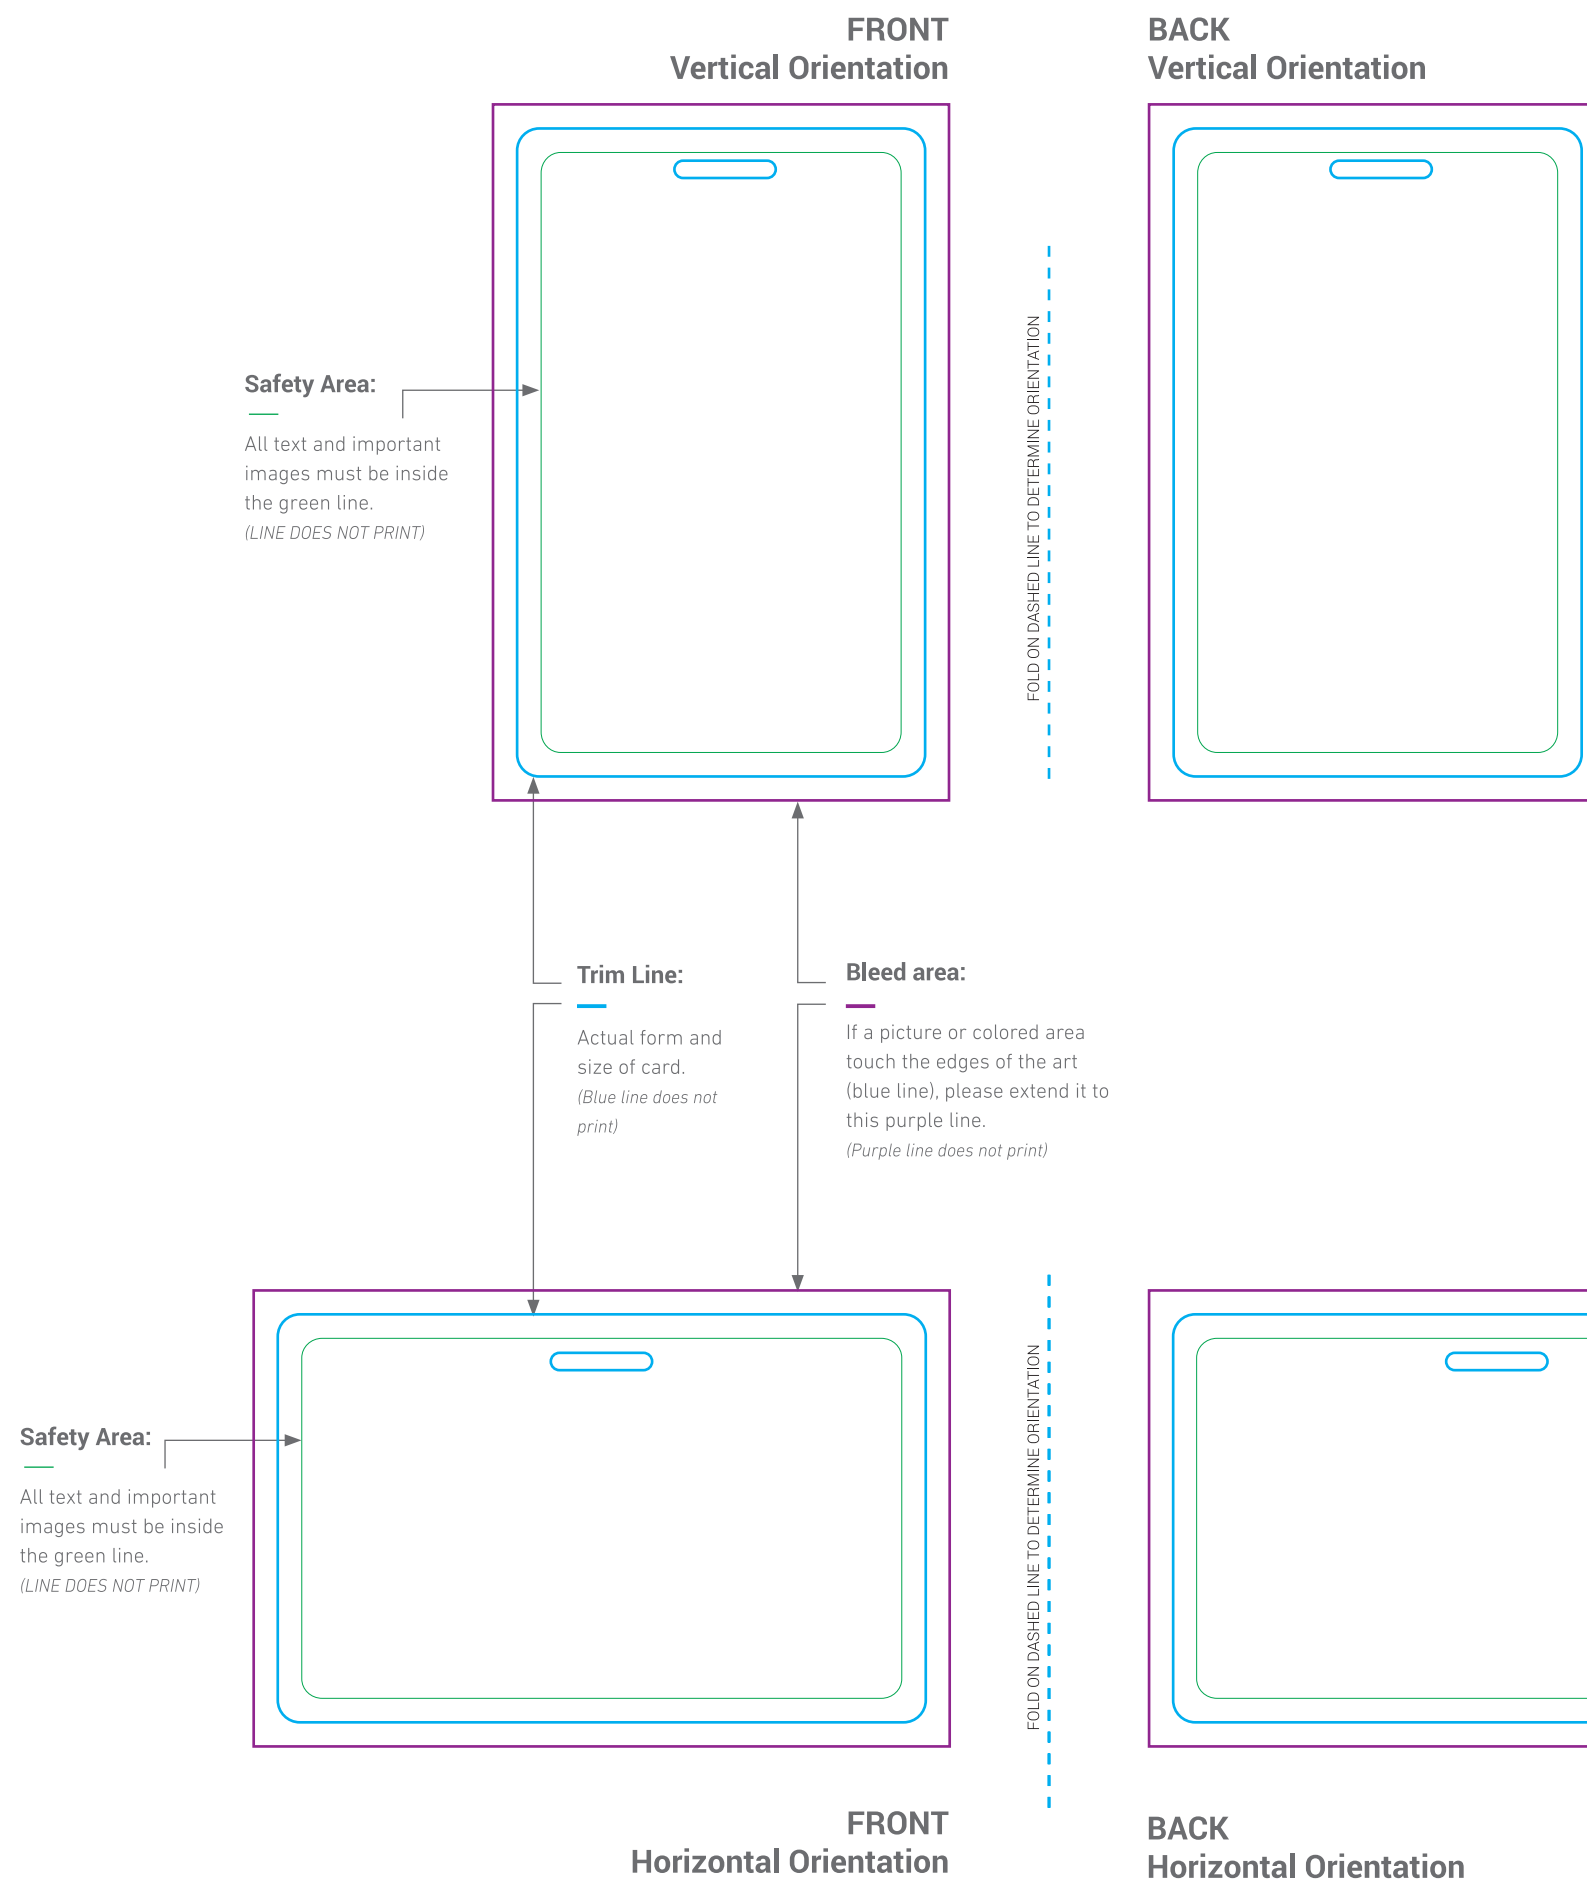 FRONT
Vertical Orientation
BACK
Vertical Orientation
Safety Area:
All text and important
images must be inside
the green line.
(LINE DOES NOT PRINT)
FOLD ON DASHED LINE TO DETERMINE ORIENTATION
Trim Line:
Actual form and
size of card.
(Blue line does not
print)
Bleed area:
If a picture or colored area
touch the edges of the art
(blue line), please extend it to
this purple line.
(Purple line does not print)
Safety Area:
All text and important
images must be inside
the green line.
(LINE DOES NOT PRINT)
FOLD ON DASHED LINE TO DETERMINE ORIENTATION
FRONT
Horizontal Orientation
BACK
Horizontal Orientation